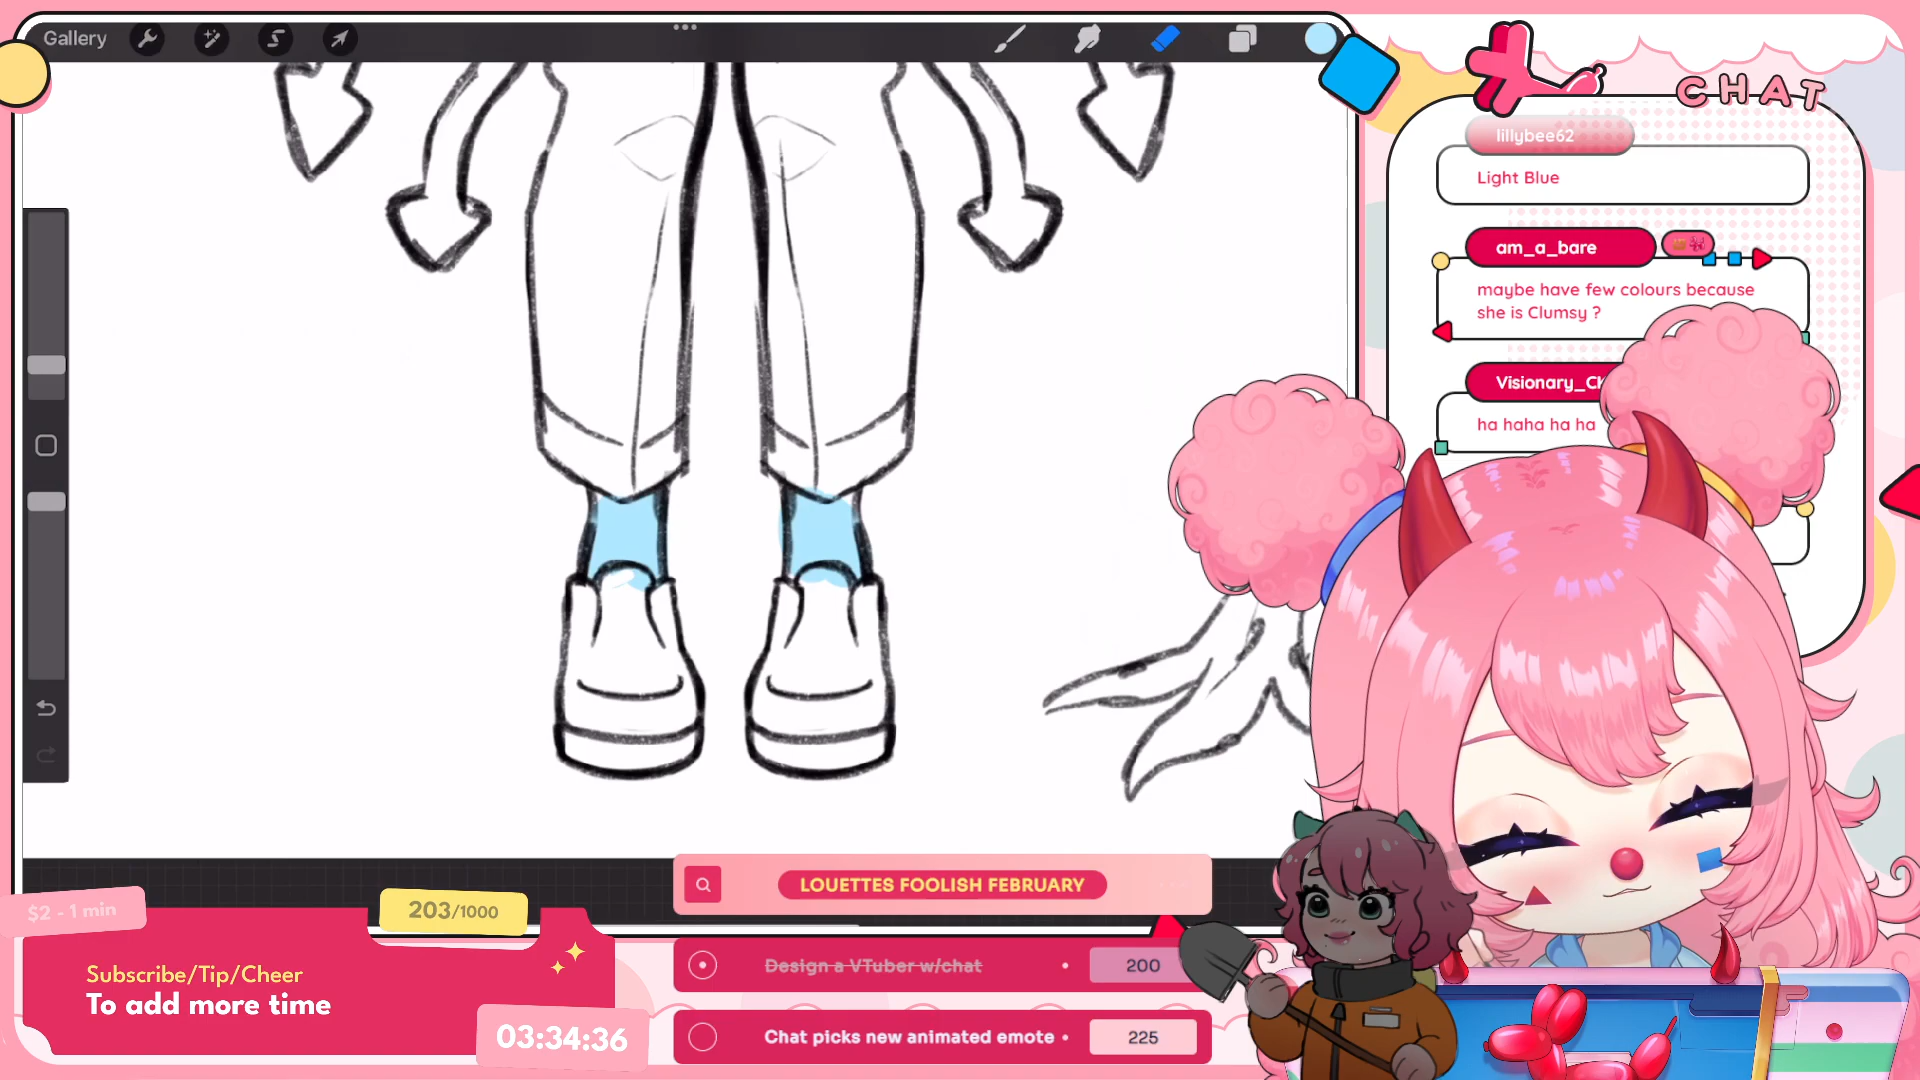 Gallery
CHAT
lillybee62
Light Blue
am_a_bare
maybe have few colours because
she is Clumsy ?
ha haha ha ha
$2 - 1 min
203/1000
Subscribe/Tip/Cheer
To add more time
03:34:36
LOUETTES FOOLISH FEBRUARY
Design a VTuber w/chat • 200
Chat picks new animated emote • 225